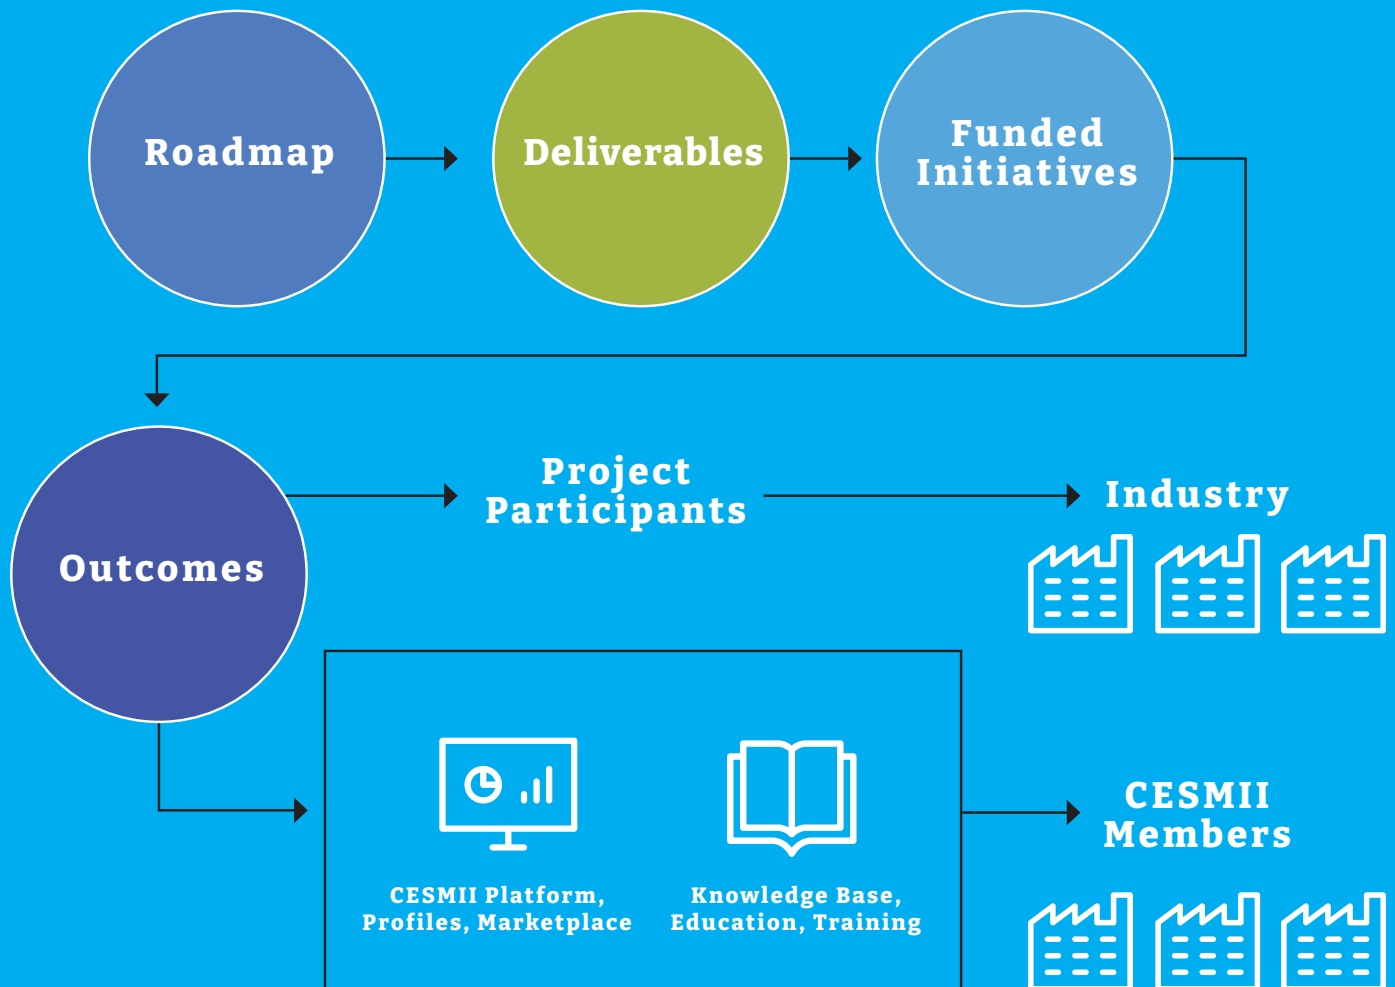 Roadmap
Deliverables
Funded
Initiatives
Outcomes
Project
Participants
Industry
CESMII Platform,
Profiles, Marketplace
Knowledge Base,
Education, Training
CESMII
Members